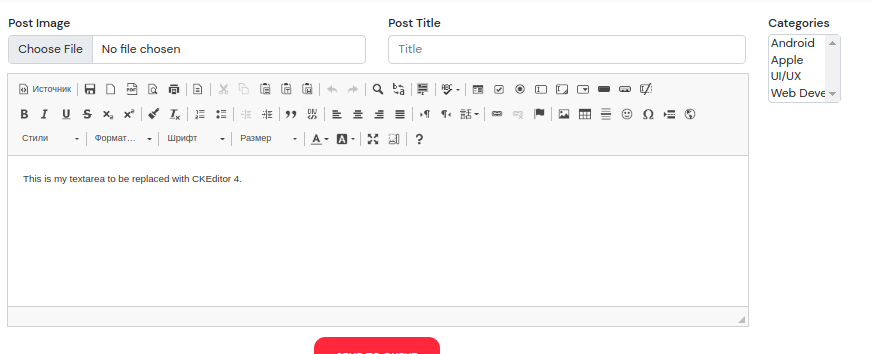 Post Image
Post Title
Categories
Choose File No file chosen
Title
Android
Apple
UI/UX
Web Deve
Источник
Стили
Формат...
Шрифт
Размер
This is my textarea to be replaced with CKEditor 4.